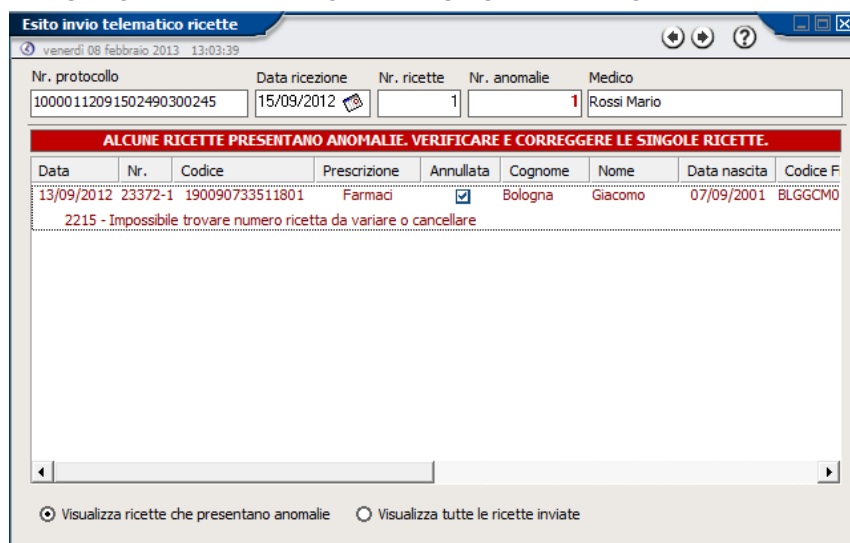 Esito invio telematico ricette
venerdì 08 febbraio 2013 13:03:39
Nr. protocollo Data ricezione Nr. ricette Nr. anomalie Medico
10000112091502490300245 15/09/2012 1 1 Rossi Mario
ALCUNE RICETTE PRESENTANO ANOMALIE. VERIFICARE E CORREGGERE LE SINGOLE RICETTE.
Data Nr. Codice Prescrizione Annullata Cognome Nome Data nascita Codice F
13/09/2012 23372-1 190090733511801 Farmaci Bologna Giacomo 07/09/2001 BLGGCM0
2215 - Impossibile trovare numero ricetta da variare o cancellare
Visualizza ricette che presentano anomalie Visualizza tutte le ricette inviate